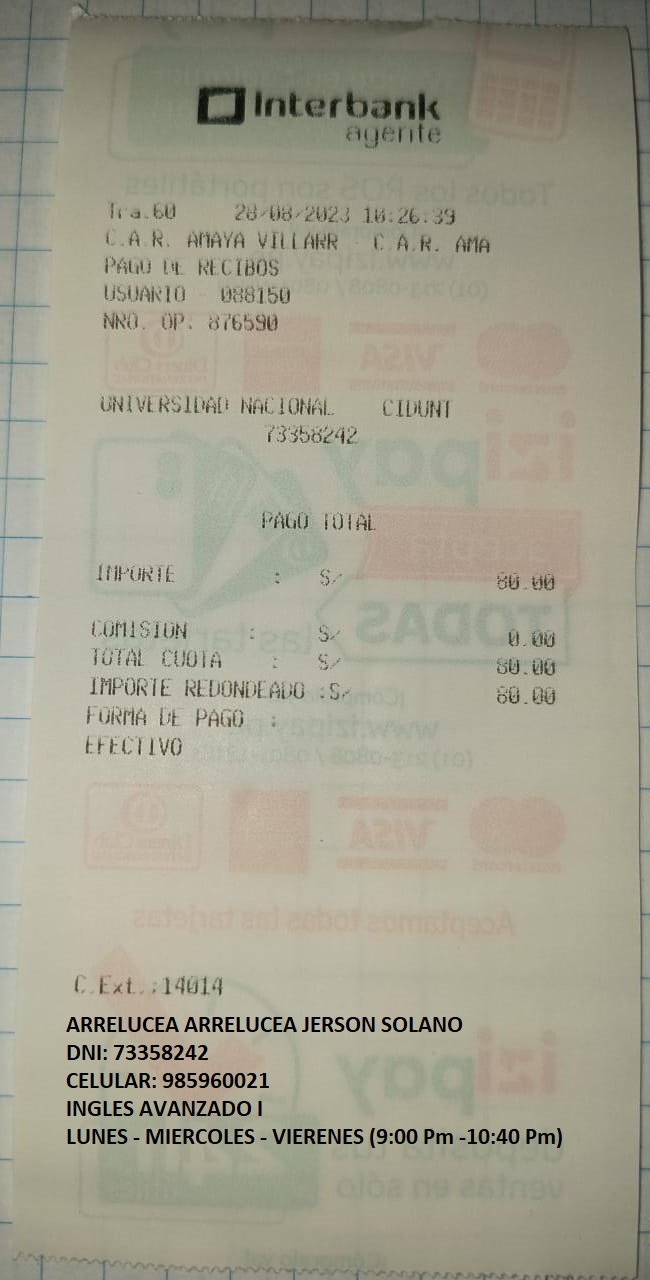 Interbank
agente
Tra.60 28/08/2023 10:26:39
C.A.R. AMAYA VILLARR - C.A.R. AMA
PAGO DE RECIBOS
USUARIO - 088150
NRO. OP. 876590
UNIVERSIDAD NACIONAL CIDUNT
73358242
PAGO TOTAL
IMPORTE : S/ 80.00
COMISION : S/ 0.00
TOTAL CUOTA : S/ 80.00
IMPORTE REDONDEADO :S/ 80.00
FORMA DE PAGO :
EFECTIVO
C.Ext.:14014
ARRELUCEA ARRELUCEA JERSON SOLANO
DNI: 73358242
CELULAR: 985960021
INGLES AVANZADO I
LUNES - MIERCOLES - VIERENES (9:00 Pm -10:40 Pm)